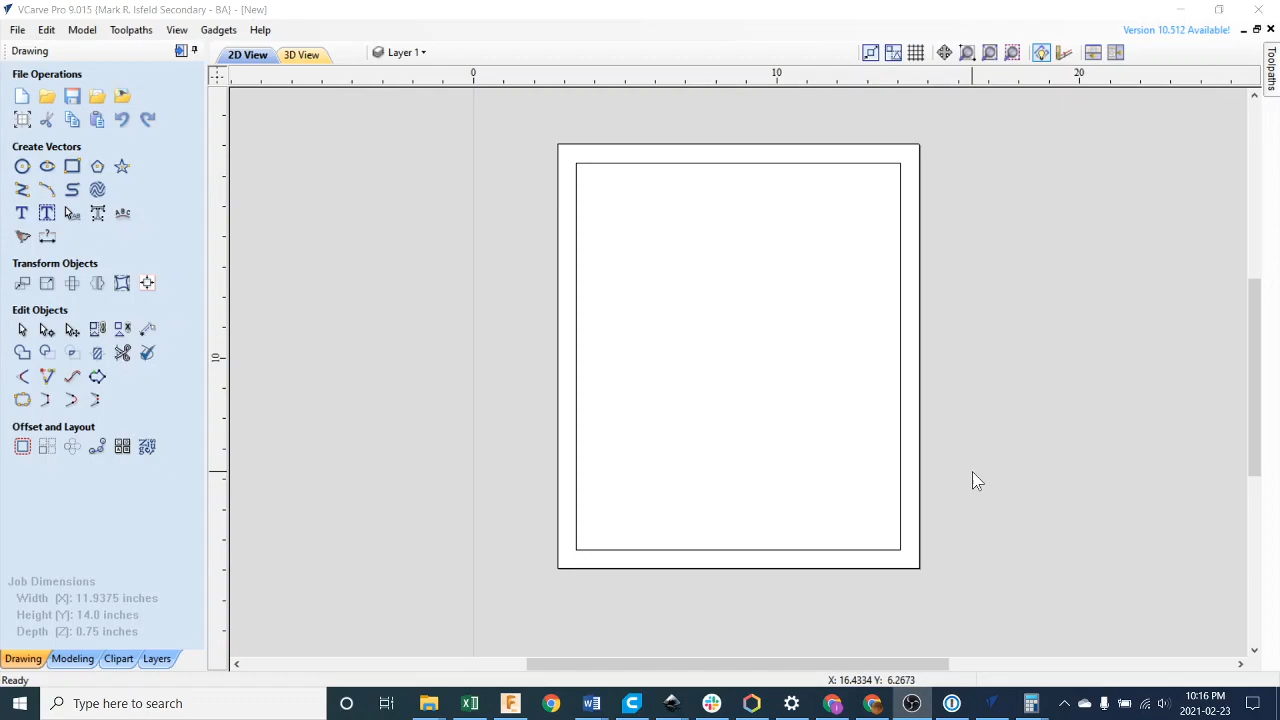 VCarve Pro 9.015 {Mark R. Isfeld Secondary - BA} - [New]
File Edit Model Toolpaths View Gadgets Help
Version 10.512 Available!
Drawing
2D View 3D View Layer 1
Toolpaths
File Operations
0 10 20
Create Vectors
Transform Objects
Edit Objects
10
Offset and Layout
Job Dimensions
Width (X): 11.9375 inches
Height (Y): 14.0 inches
Depth (Z): 0.75 inches
Drawing Modeling Clipart Layers
Ready
X: 16.4334 Y: 6.2673
Type here to search
10:16 PM
2021-02-23